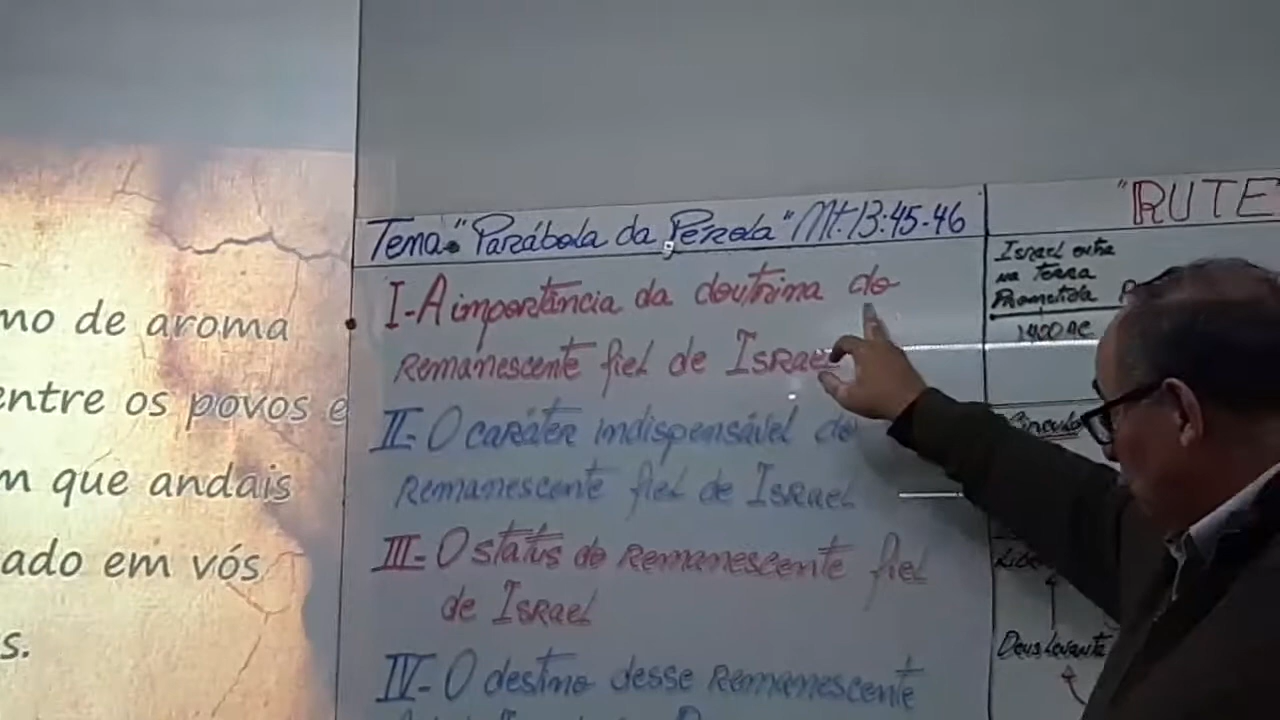 mo de aroma
entre os povos e
m que andais
ado em vós
s.
Tema: "Parábola da Pérola" Mt.13:45-46
I-A importância da doutrina do
Remanescente fiel de Israel
II-O caráter indispensável do
Remanescente fiel de Israel
III-O status do Remanescente fiel
de Israel
IV-O destino desse Remanescente
"RUTE"
Israel entra
na Terra
Prometida
1400 AC
Deus levanta